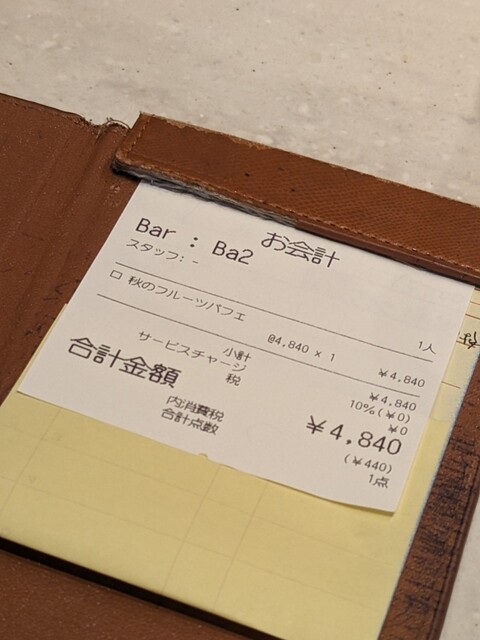 お会計
Bar : Ba2
スタッフ: - 1人
□ 秋のフルーツパフェ
@4,840 x 1 ¥4,840
小計 ¥4,840
サービスチャージ 10%(¥0)
税 ¥0
合計金額 ¥4,840
内消費税 (¥440)
合計点数 1点